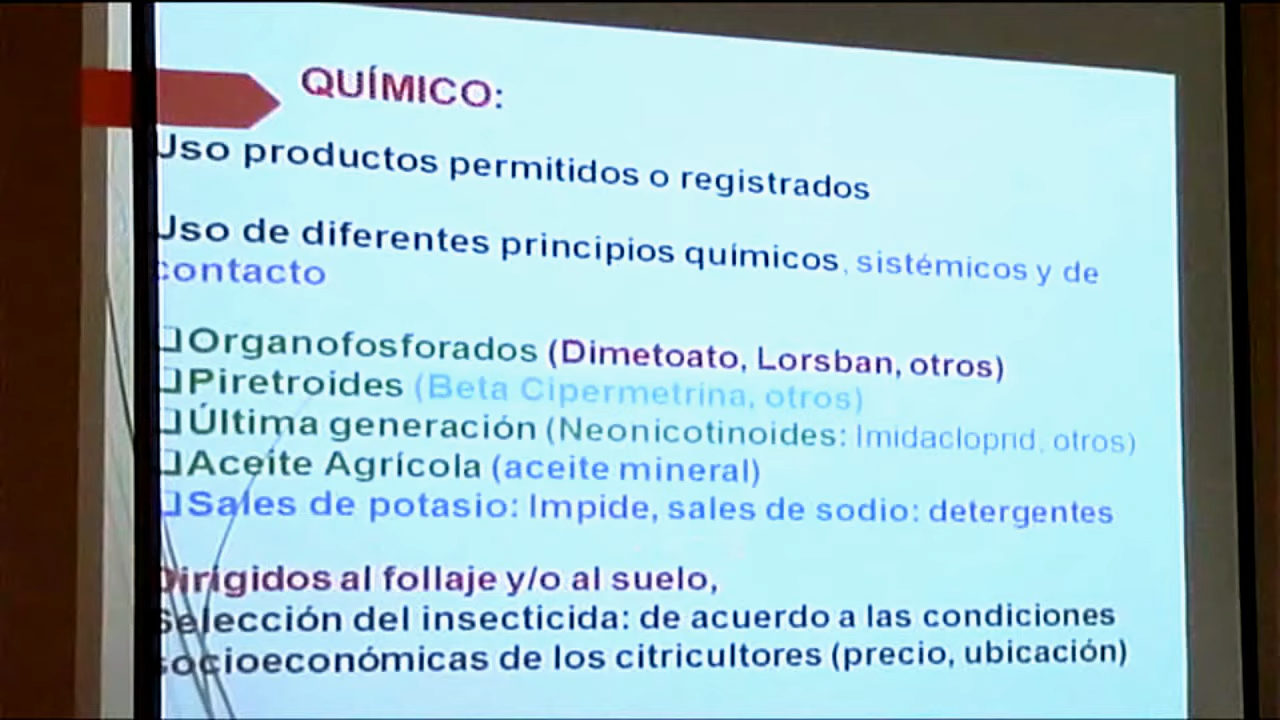 QUÍMICO:
Uso productos permitidos o registrados
Uso de diferentes principios químicos, sistémicos y de
contacto
❑Organofosforados (Dimetoato, Lorsban, otros)
❑Piretroides (Beta Cipermetrina, otros)
❑Última generación (Neonicotinoides: Imidacloprid, otros)
❑Aceite Agrícola (aceite mineral)
❑Sales de potasio: Impide, sales de sodio: detergentes
Dirigidos al follaje y/o al suelo,
Selección del insecticida: de acuerdo a las condiciones
socioeconómicas de los citricultores (precio, ubicación)